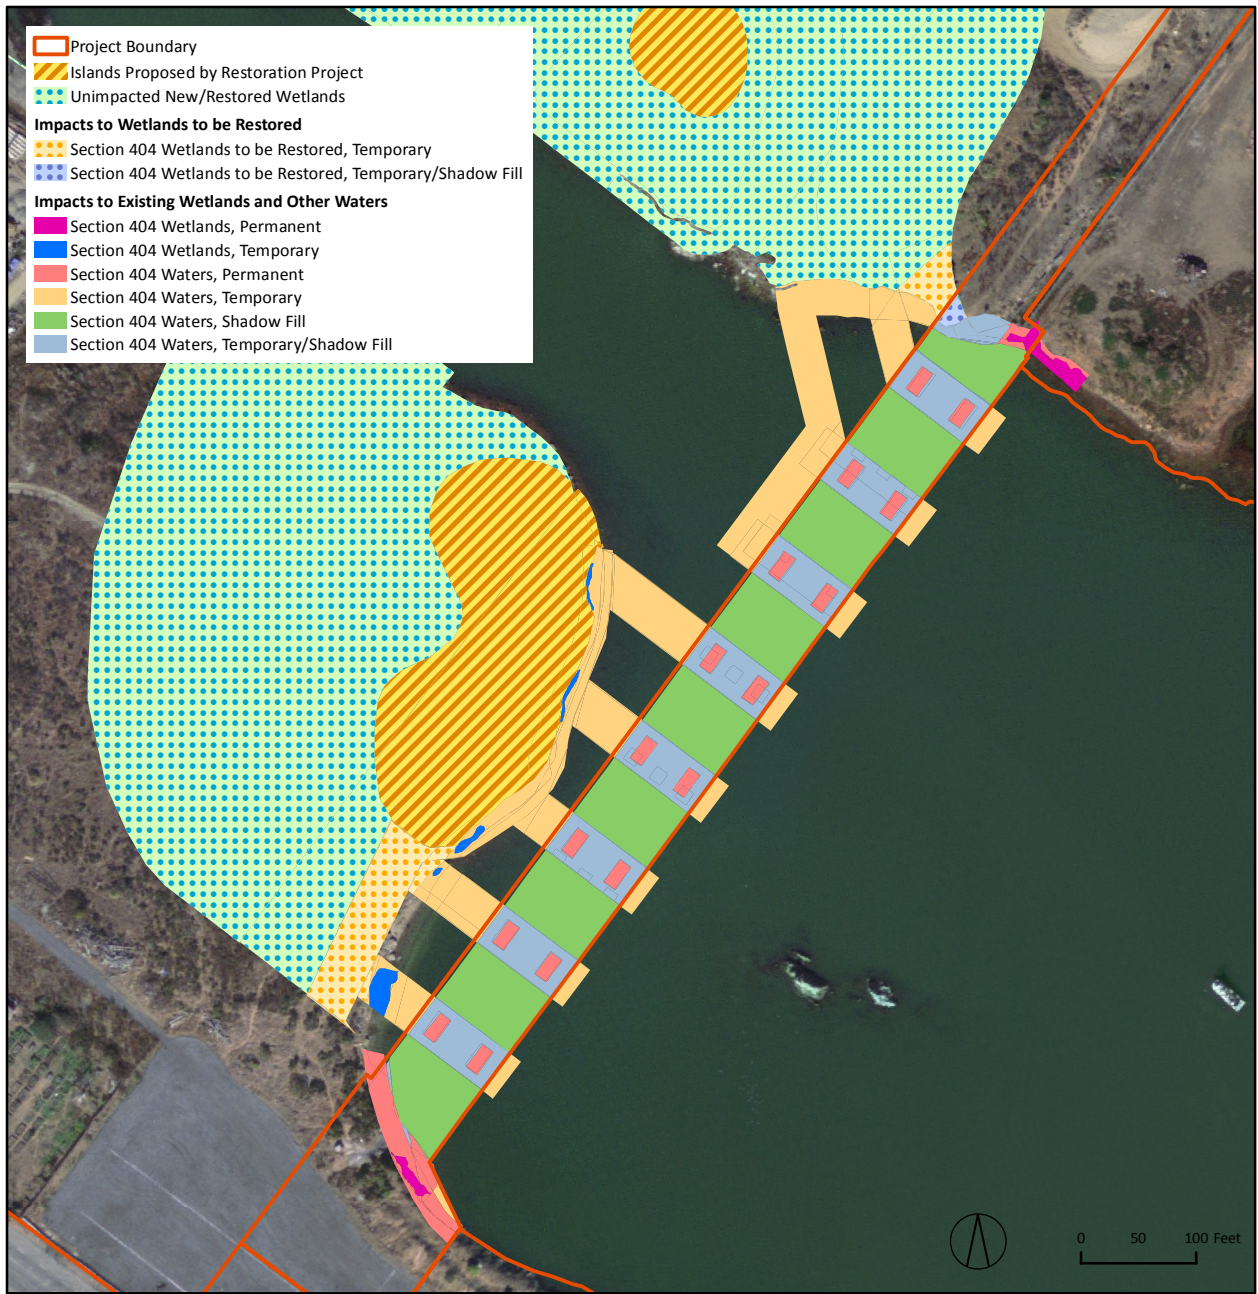 Project Boundary
Islands Proposed by Restoration Project
Unimpacted New/Restored Wetlands
Impacts to Wetlands to be Restored
Section 404 Wetlands to be Restored, Temporary
Section 404 Wetlands to be Restored, Temporary/Shadow Fill
Impacts to Existing Wetlands and Other Waters
Section 404 Wetlands, Permanent
Section 404 Wetlands, Temporary
Section 404 Waters, Permanent
Section 404 Waters, Temporary
Section 404 Waters, Shadow Fill
Section 404 Waters, Temporary/Shadow Fill
0 50 100 Feet